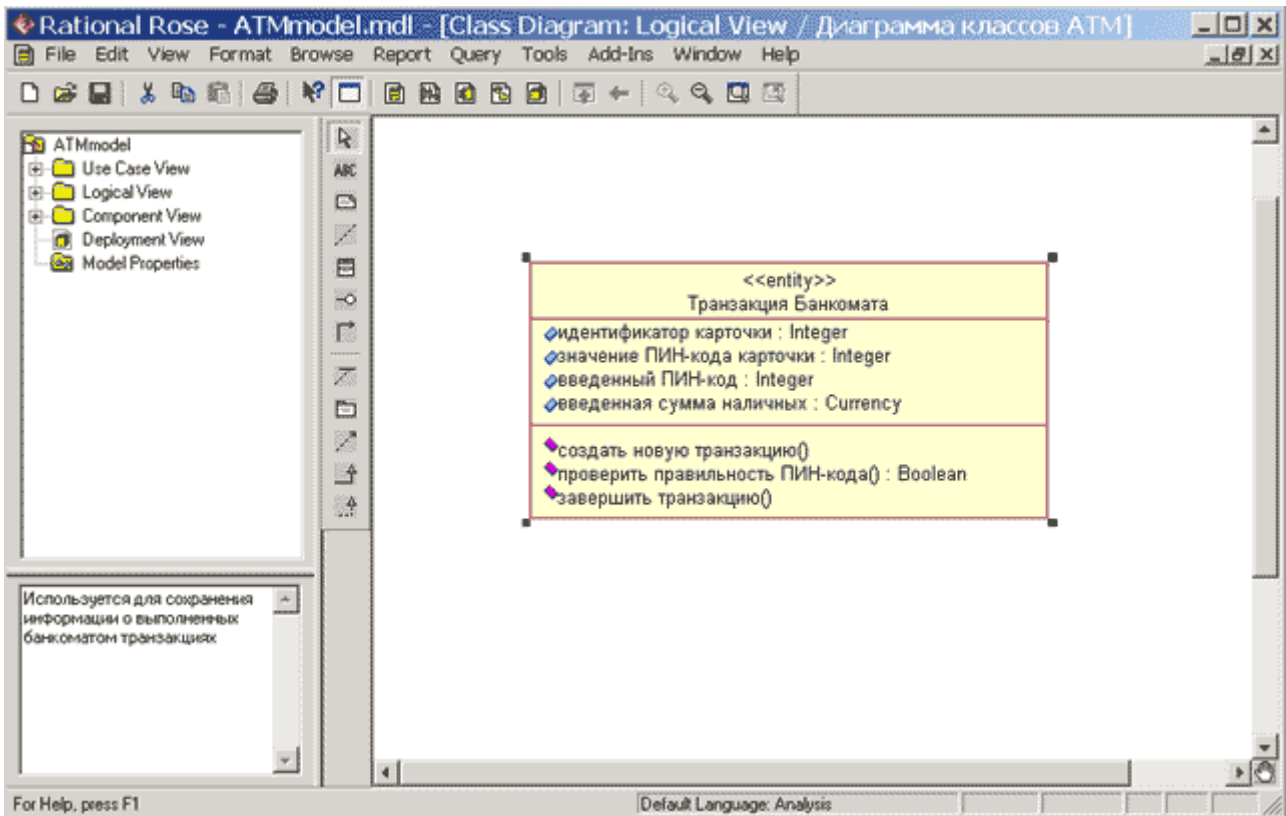 Rational Rose - ATMmodel.mdl - [Class Diagram: Logical View / Диаграмма классов ATM]
File Edit View Format Browse Report Query Tools Add-Ins Window Help
ATMmodel
Use Case View
Logical View
Component View
Deployment View
Model Properties
ABC
<<entity>>
Транзакция Банкомата
идентификатор карточки : Integer
значение ПИН-кода карточки : Integer
введенный ПИН-код : Integer
введенная сумма наличных : Currency
создать новую транзакцию()
проверить правильность ПИН-кода() : Boolean
завершить транзакцию()
Используется для сохранения
информации о выполненных
банкоматом транзакциях
For Help, press F1
Default Language: Analysis